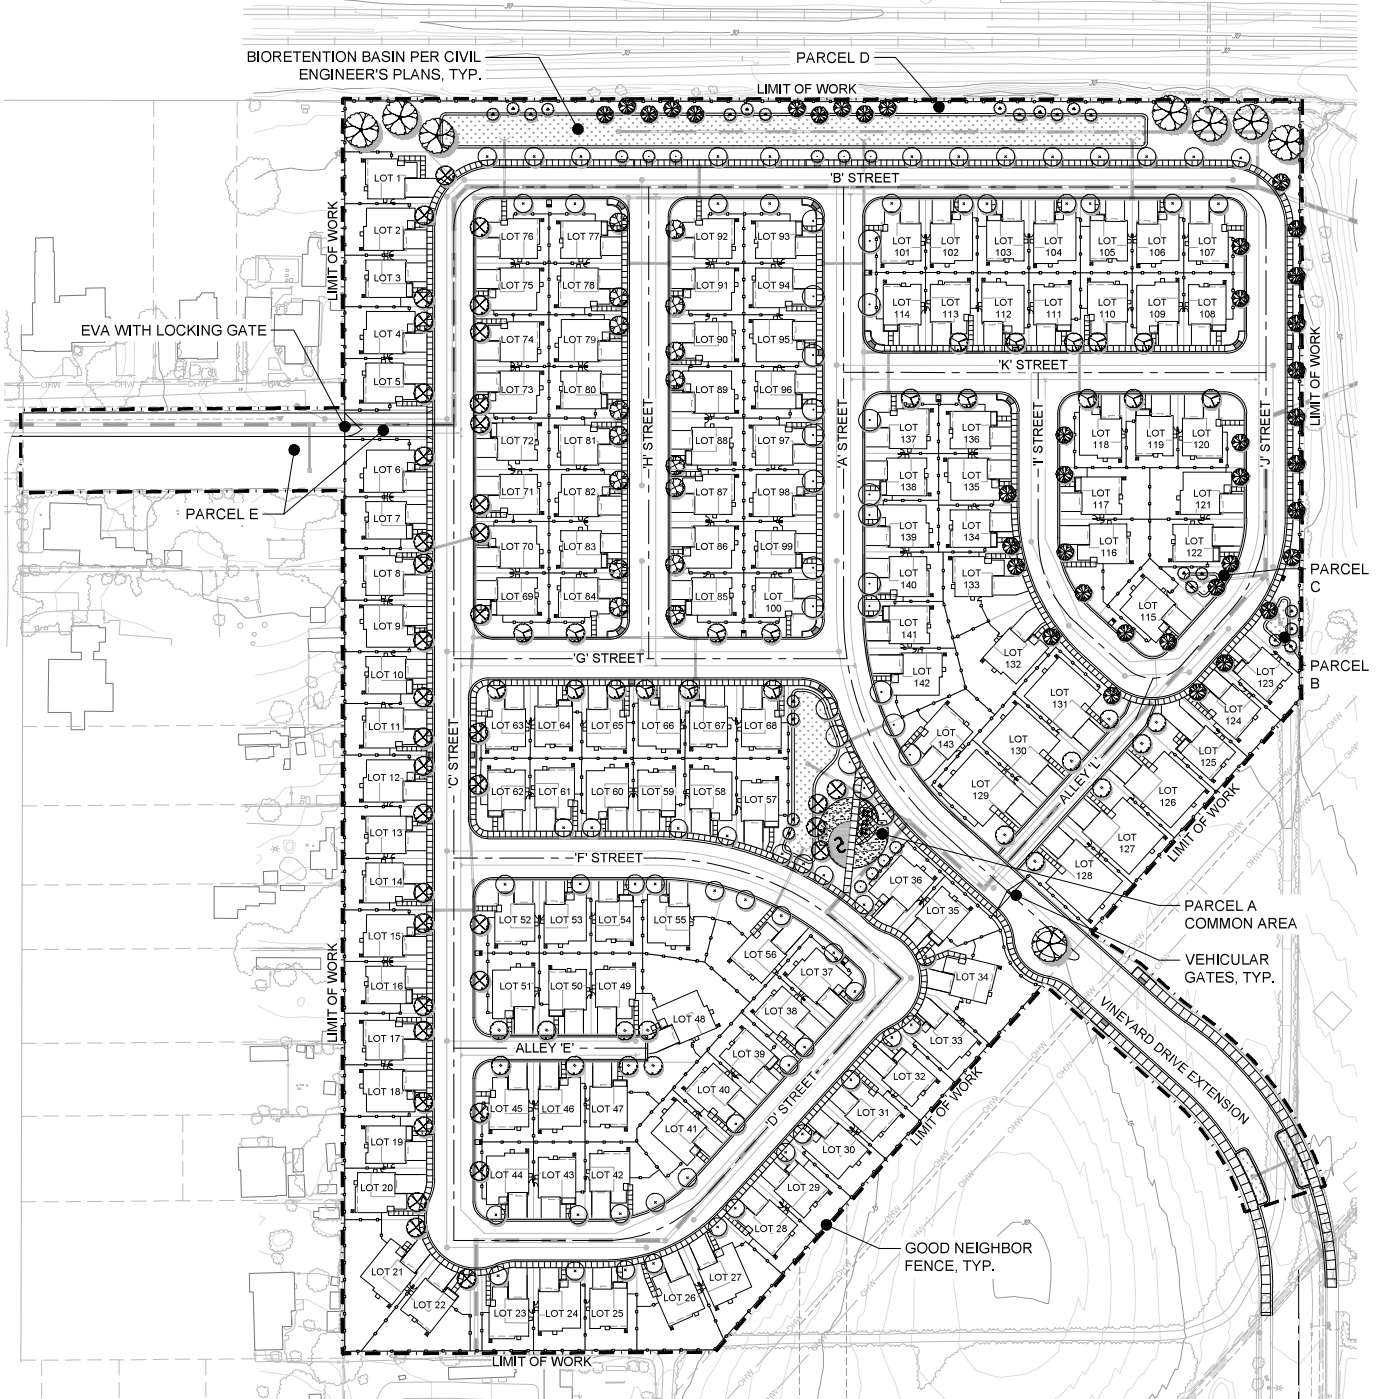 BIORETENTION BASIN PER CIVIL
ENGINEER'S PLANS, TYP.
PARCEL D
LIMIT OF WORK
'B' STREET
LOT 1
LOT 2
LOT 3
LOT 4
LOT 5
LIMIT OF WORK
EVA WITH LOCKING GATE
PARCEL E
OHW
OHW
LOT 6
LOT 7
LOT 8
LOT 9
LOT 10
LOT 11
LOT 12
LOT 13
LOT 14
LOT 15
LOT 16
LOT 17
LOT 18
LOT 19
LOT 20
LOT 21
LOT 22
LIMIT OF WORK
'C' STREET
LOT 76
LOT 77
LOT 75
LOT 78
LOT 74
LOT 79
LOT 73
LOT 80
LOT 72
LOT 81
LOT 71
LOT 82
LOT 70
LOT 83
LOT 69
LOT 84
'H' STREET
LOT 92
LOT 93
LOT 91
LOT 94
LOT 90
LOT 95
LOT 89
LOT 96
LOT 88
LOT 97
LOT 87
LOT 98
LOT 86
LOT 99
LOT 85
LOT
100
'A' STREET
LOT
101
LOT
102
LOT
103
LOT
104
LOT
105
LOT
106
LOT
107
LOT
114
LOT
113
LOT
112
LOT
111
LOT
110
LOT
109
LOT
108
'K' STREET
LIMIT OF WORK
'J' STREET
'I' STREET
LOT
137
LOT
136
LOT
138
LOT
135
LOT
139
LOT
134
LOT
140
LOT
133
LOT
141
LOT
142
LOT
118
LOT
119
LOT
120
LOT
117
LOT
121
LOT
116
LOT
122
LOT
115
PARCEL
C
PARCEL
B
LOT
132
LOT
131
LOT
130
LOT
129
LOT
143
LOT
123
LOT
124
LOT
125
LOT
126
LOT
127
LOT
128
ALLEY 'L'
LIMIT OF WORK
OHW
OHW
'G' STREET
LOT 63
LOT 64
LOT 65
LOT 66
LOT 67
LOT 68
LOT 62
LOT 61
LOT 60
LOT 59
LOT 58
LOT 57
'F' STREET
LOT 36
LOT 35
LOT 34
LOT 33
LOT 32
LOT 31
LOT 30
LOT 29
LOT 28
LOT 27
LOT 26
LOT 25
LOT 24
LOT 23
LOT 52
LOT 53
LOT 54
LOT 55
LOT 56
LOT 37
LOT 51
LOT 50
LOT 49
LOT 48
LOT 38
LOT 39
LOT 40
LOT 41
ALLEY 'E'
LOT 45
LOT 46
LOT 47
LOT 44
LOT 43
LOT 42
'D' STREET
PARCEL A
COMMON AREA
VEHICULAR
GATES, TYP.
VINEYARD DRIVE EXTENSION
LIMIT OF WORK
OHW
OHW
OHW
OHW
GOOD NEIGHBOR
FENCE, TYP.
LIMIT OF WORK